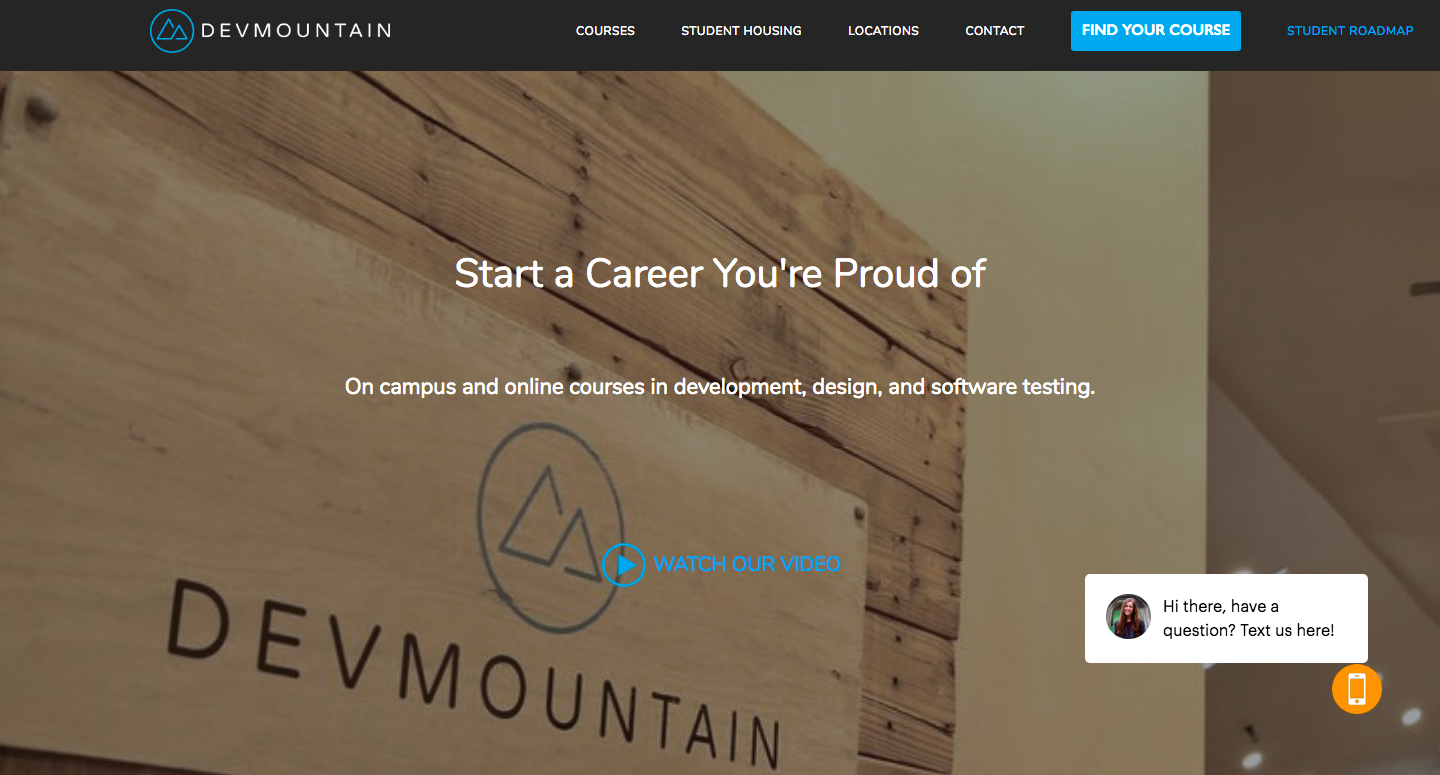 DEVMOUNTAIN
COURSES
STUDENT HOUSING
LOCATIONS
CONTACT
FIND YOUR COURSE
STUDENT ROADMAP
Start a Career You're Proud of
On campus and online courses in development, design, and software testing.
WATCH OUR VIDEO
DEVMOUNTAIN
Hi there, have a
question? Text us here!